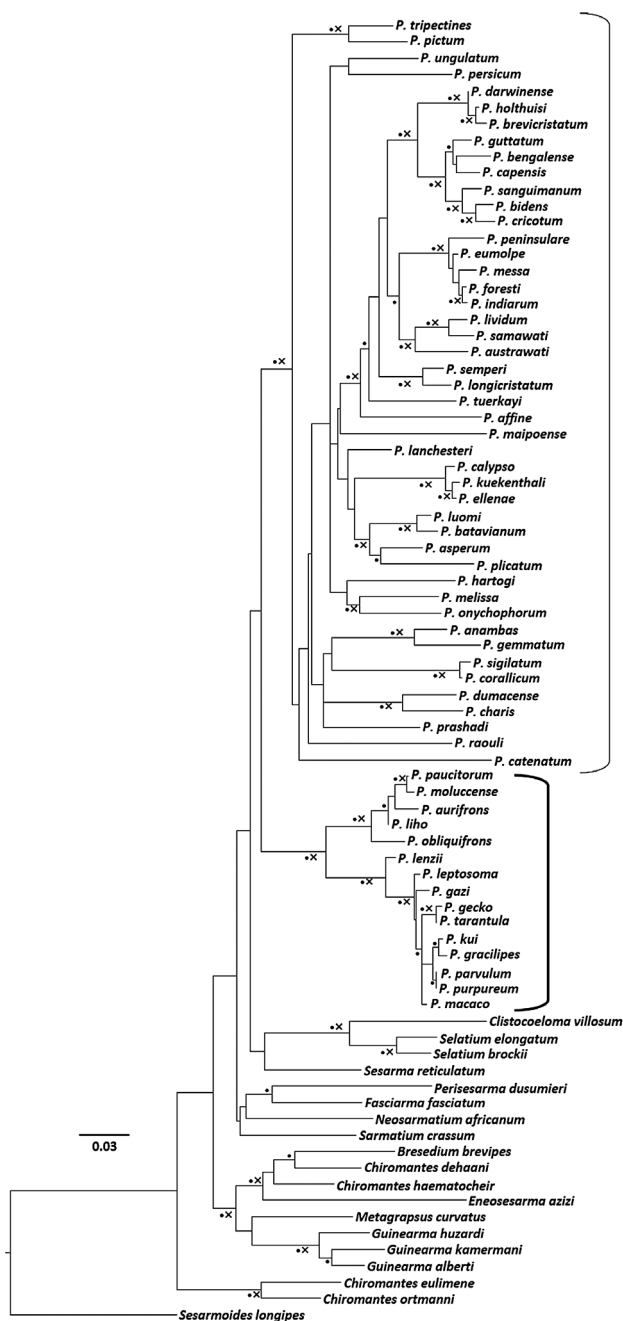 P. tripectines
P. pictum
P. ungulatum
P. persicum
P. darwinense
P. holthuisi
P. brevicristatum
P. guttatum
P. bengalense
P. capensis
P. sanguimanum
P. bidens
P. cricotum
P. peninsulare
P. eumolpe
P. messa
P. foresti
P. indiarum
P. lividum
P. samawati
P. austrawati
P. semperi
P. longicristatum
P. tuerkayi
P. affine
P. maipoense
P. lanchesteri
P. calypso
P. kuekenthali
P. ellenae
P. luomi
P. batavianum
P. asperum
P. plicatum
P. hartogi
P. melissa
P. onychophorum
P. anambas
P. gemmatum
P. sigilatum
P. corallicum
P. dumacense
P. charis
P. prashadi
P. raouli
P. catenatum
P. paucitorum
P. moluccense
P. aurifrons
P. liho
P. obliquifrons
P. lenzii
P. leptosoma
P. gazi
P. gecko
P. tarantula
P. kui
P. gracilipes
P. parvulum
P. purpureum
P. macaco
Clistocoeloma villosum
Selatium elongatum
Selatium brockii
Sesarma reticulatum
Perisesarma dusumieri
Fasciarma fasciatum
Neosarmatium africanum
Sarmatium crassum
0.03
Bresedium brevipes
Chiromantes dehaani
Chiromantes haematocheir
Eneosesarma azizi
Metagrapsus curvatus
Guinearma huzardi
Guinearma kamermani
Guinearma alberti
Chiromantes eulimene
Chiromantes ortmanni
Sesarmoides longipes